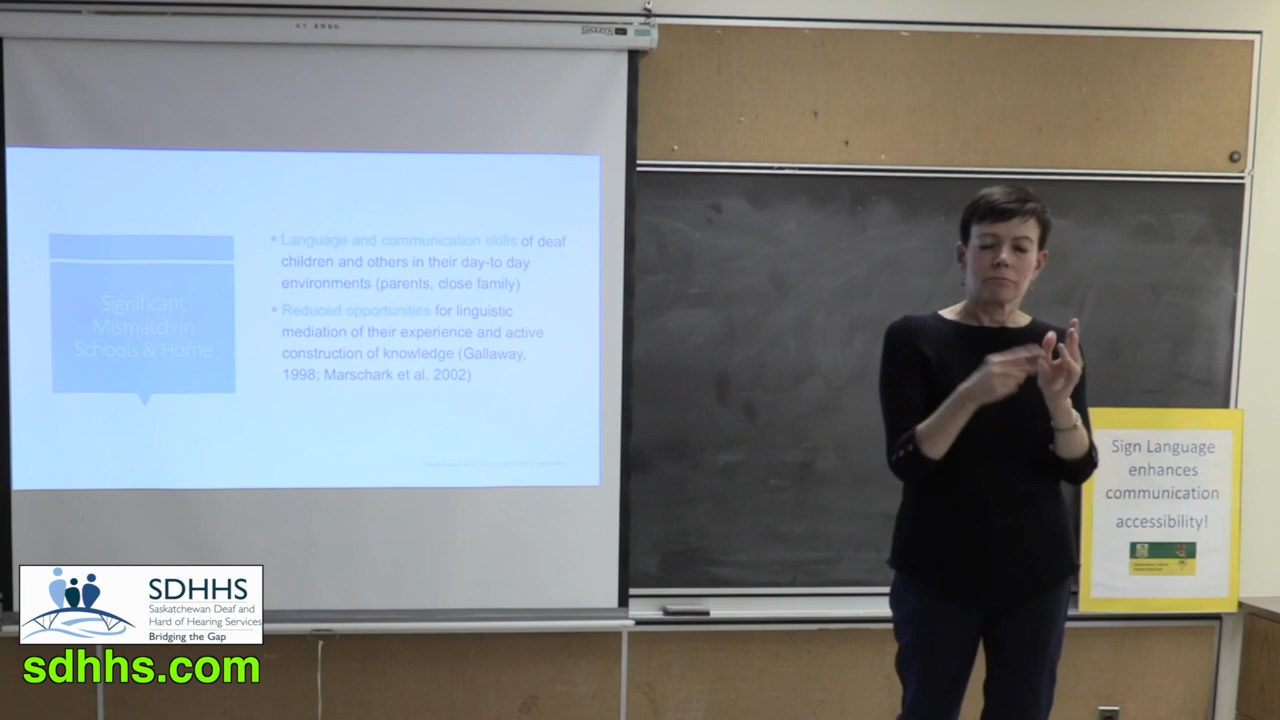 Significant
Mismatch in
Schools & Home
▪ Language and communication skills of deaf
children and others in their day-to day
environments (parents, close family)
▪ Reduced opportunities for linguistic
mediation of their experience and active
construction of knowledge (Gallaway,
1998; Marschark et al, 2002)
Sign Language
enhances
communication
accessibility!
SDHHS
Saskatchewan Deaf and
Hard of Hearing Services
Bridging the Gap
sdhhs.com